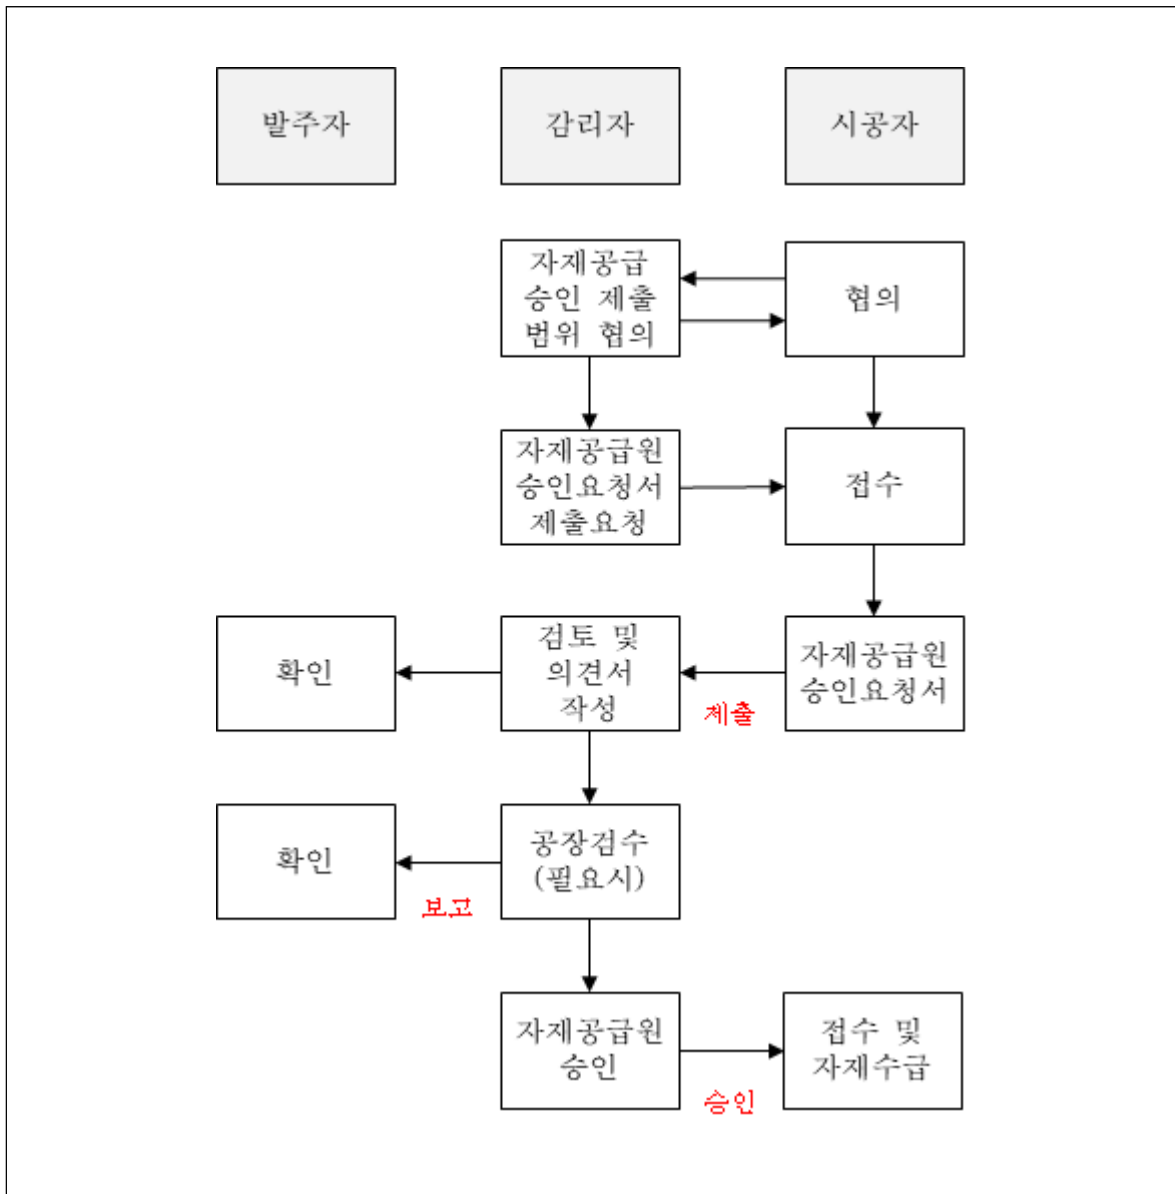 발주자
감리자
시공자
자재공급
승인 제출
범위 협의
협의
자재공급원
승인요청서
제출요청
접수
확인
검토 및
의견서
작성
제출
자재공급원
승인요청서
확인
보고
공장검수
(필요시)
자재공급원
승인
승인
접수 및
자재수급